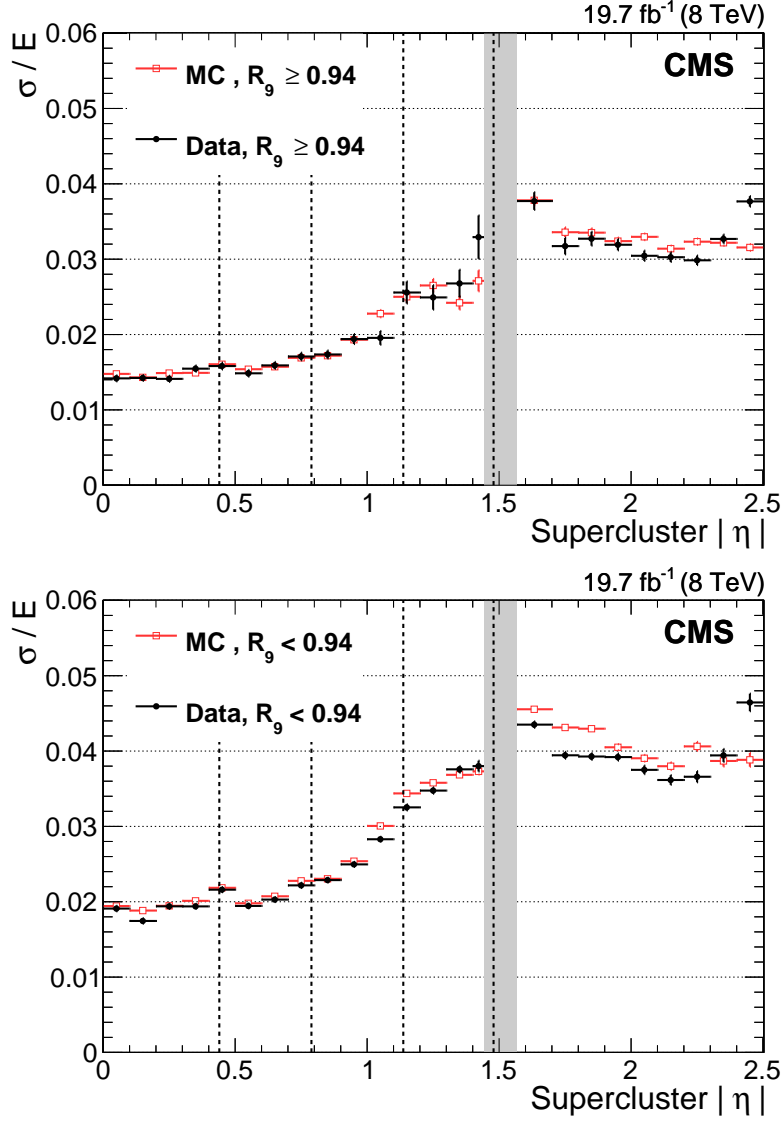 19.7 fb⁻¹ (8 TeV)
σ / E
0.06
MC , R₉ ≥ 0.94
CMS
0.05
Data, R₉ ≥ 0.94
0.04
0.03
0.02
0.01
0
0 0.5 1 1.5 2 2.5
Supercluster | η |
19.7 fb⁻¹ (8 TeV)
σ / E
0.06
MC , R₉ < 0.94
CMS
0.05
Data, R₉ < 0.94
0.04
0.03
0.02
0.01
0
0 0.5 1 1.5 2 2.5
Supercluster | η |